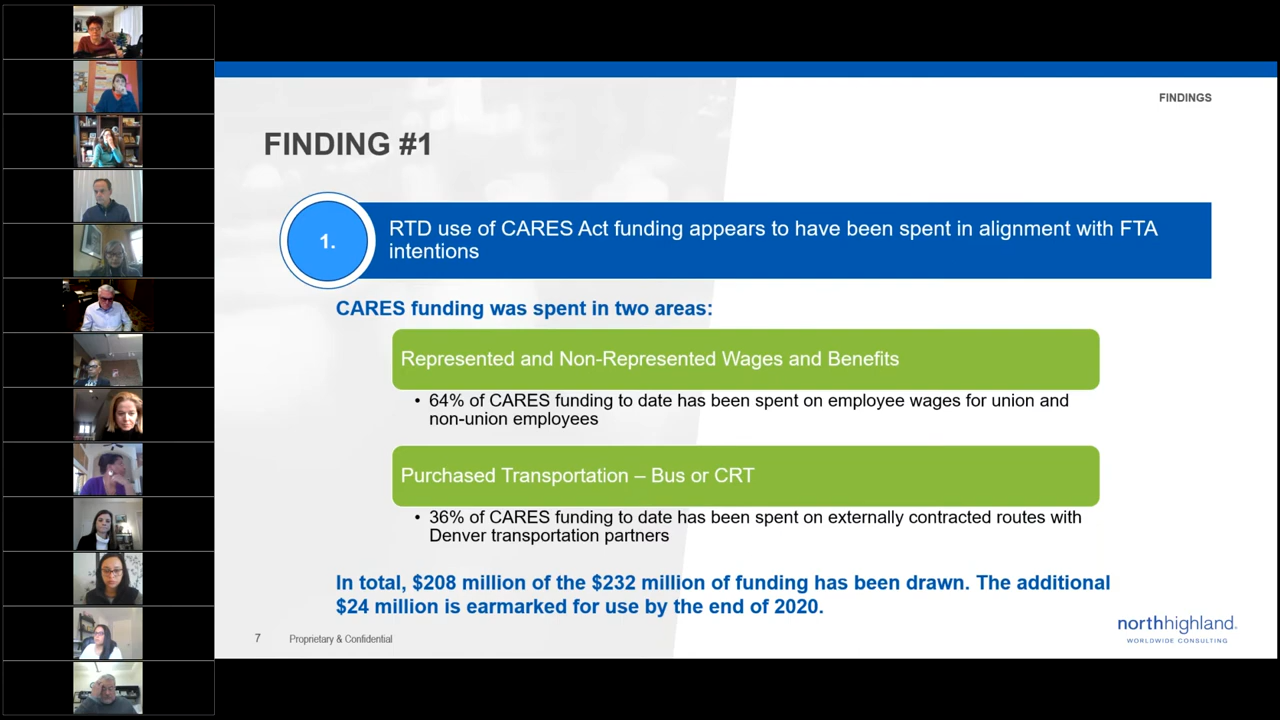 FINDINGS
FINDING #1
1.
RTD use of CARES Act funding appears to have been spent in alignment with FTA
intentions
CARES funding was spent in two areas:
Represented and Non-Represented Wages and Benefits
• 64% of CARES funding to date has been spent on employee wages for union and
non-union employees
Purchased Transportation – Bus or CRT
• 36% of CARES funding to date has been spent on externally contracted routes with
Denver transportation partners
In total, $208 million of the $232 million of funding has been drawn. The additional
$24 million is earmarked for use by the end of 2020.
7
Proprietary & Confidential
northhighland.
WORLDWIDE CONSULTING